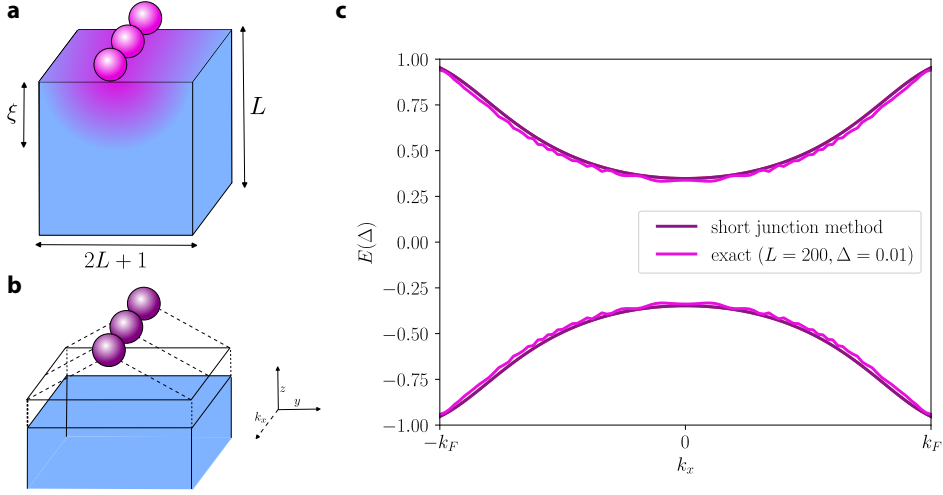 a
ξ
L
2L + 1
b
z
y
k_x
c
1.00
0.75
0.50
0.25
0.00
−0.25
−0.50
−0.75
−1.00
E(Δ)
short junction method
exact (L = 200, Δ = 0.01)
−k_F
0
k_F
k_x